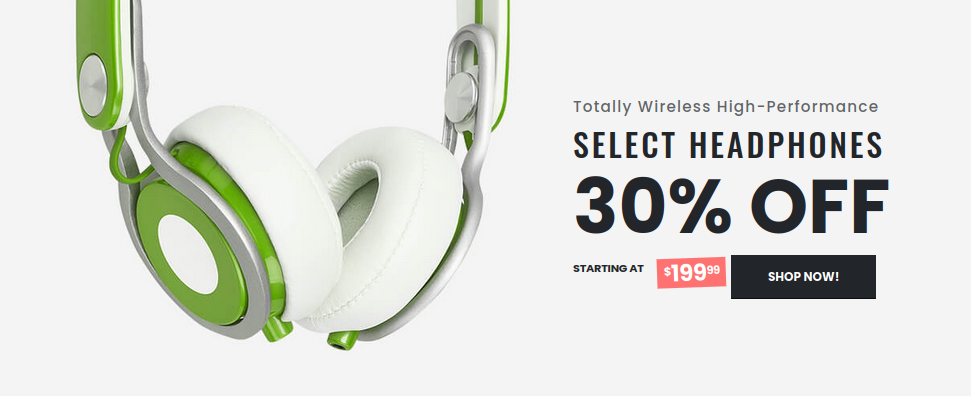 Totally Wireless High-Performance
SELECT HEADPHONES
30% OFF
STARTING AT $19999 SHOP NOW!